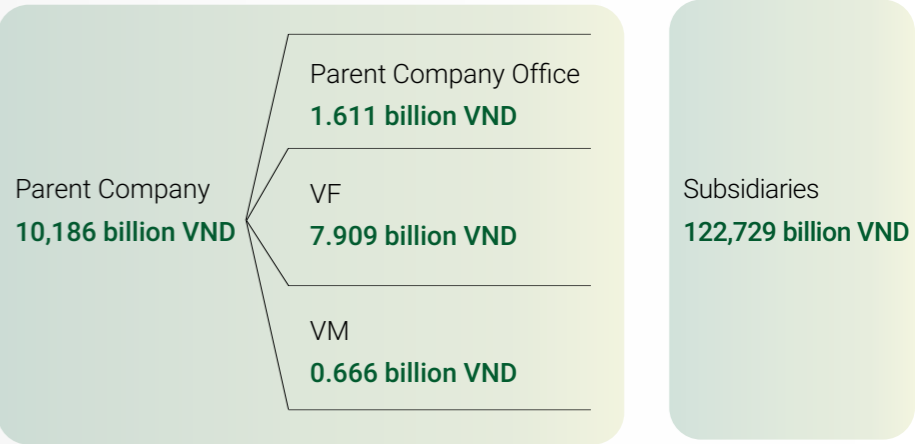 Parent Company
10,186 billion VND
Parent Company Office
1.611 billion VND
VF
7.909 billion VND
VM
0.666 billion VND
Subsidiaries
122,729 billion VND